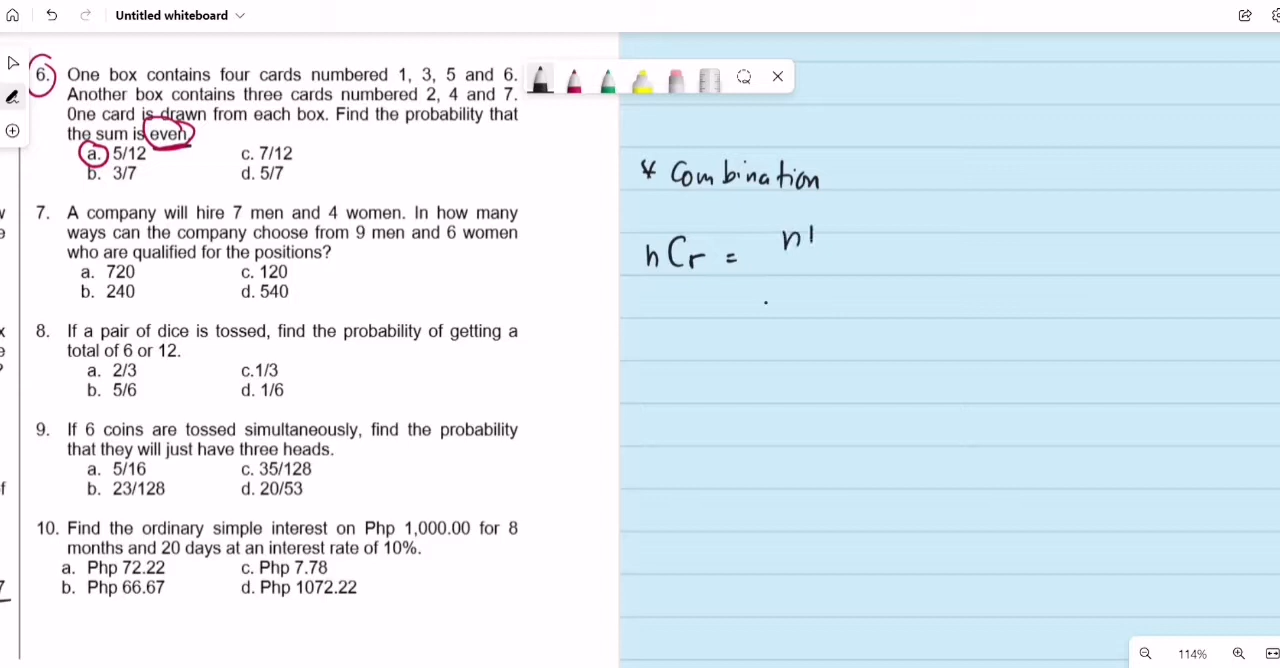 Untitled whiteboard
6. One box contains four cards numbered 1, 3, 5 and 6.
Another box contains three cards numbered 2, 4 and 7.
One card is drawn from each box. Find the probability that
the sum is even.
a. 5/12 c. 7/12
b. 3/7 d. 5/7
7. A company will hire 7 men and 4 women. In how many
ways can the company choose from 9 men and 6 women
who are qualified for the positions?
a. 720 c. 120
b. 240 d. 540
8. If a pair of dice is tossed, find the probability of getting a
total of 6 or 12.
a. 2/3 c.1/3
b. 5/6 d. 1/6
9. If 6 coins are tossed simultaneously, find the probability
that they will just have three heads.
a. 5/16 c. 35/128
b. 23/128 d. 20/53
10. Find the ordinary simple interest on Php 1,000.00 for 8
months and 20 days at an interest rate of 10%.
a. Php 72.22 c. Php 7.78
b. Php 66.67 d. Php 1072.22
* Combination
nCr = n!
114%